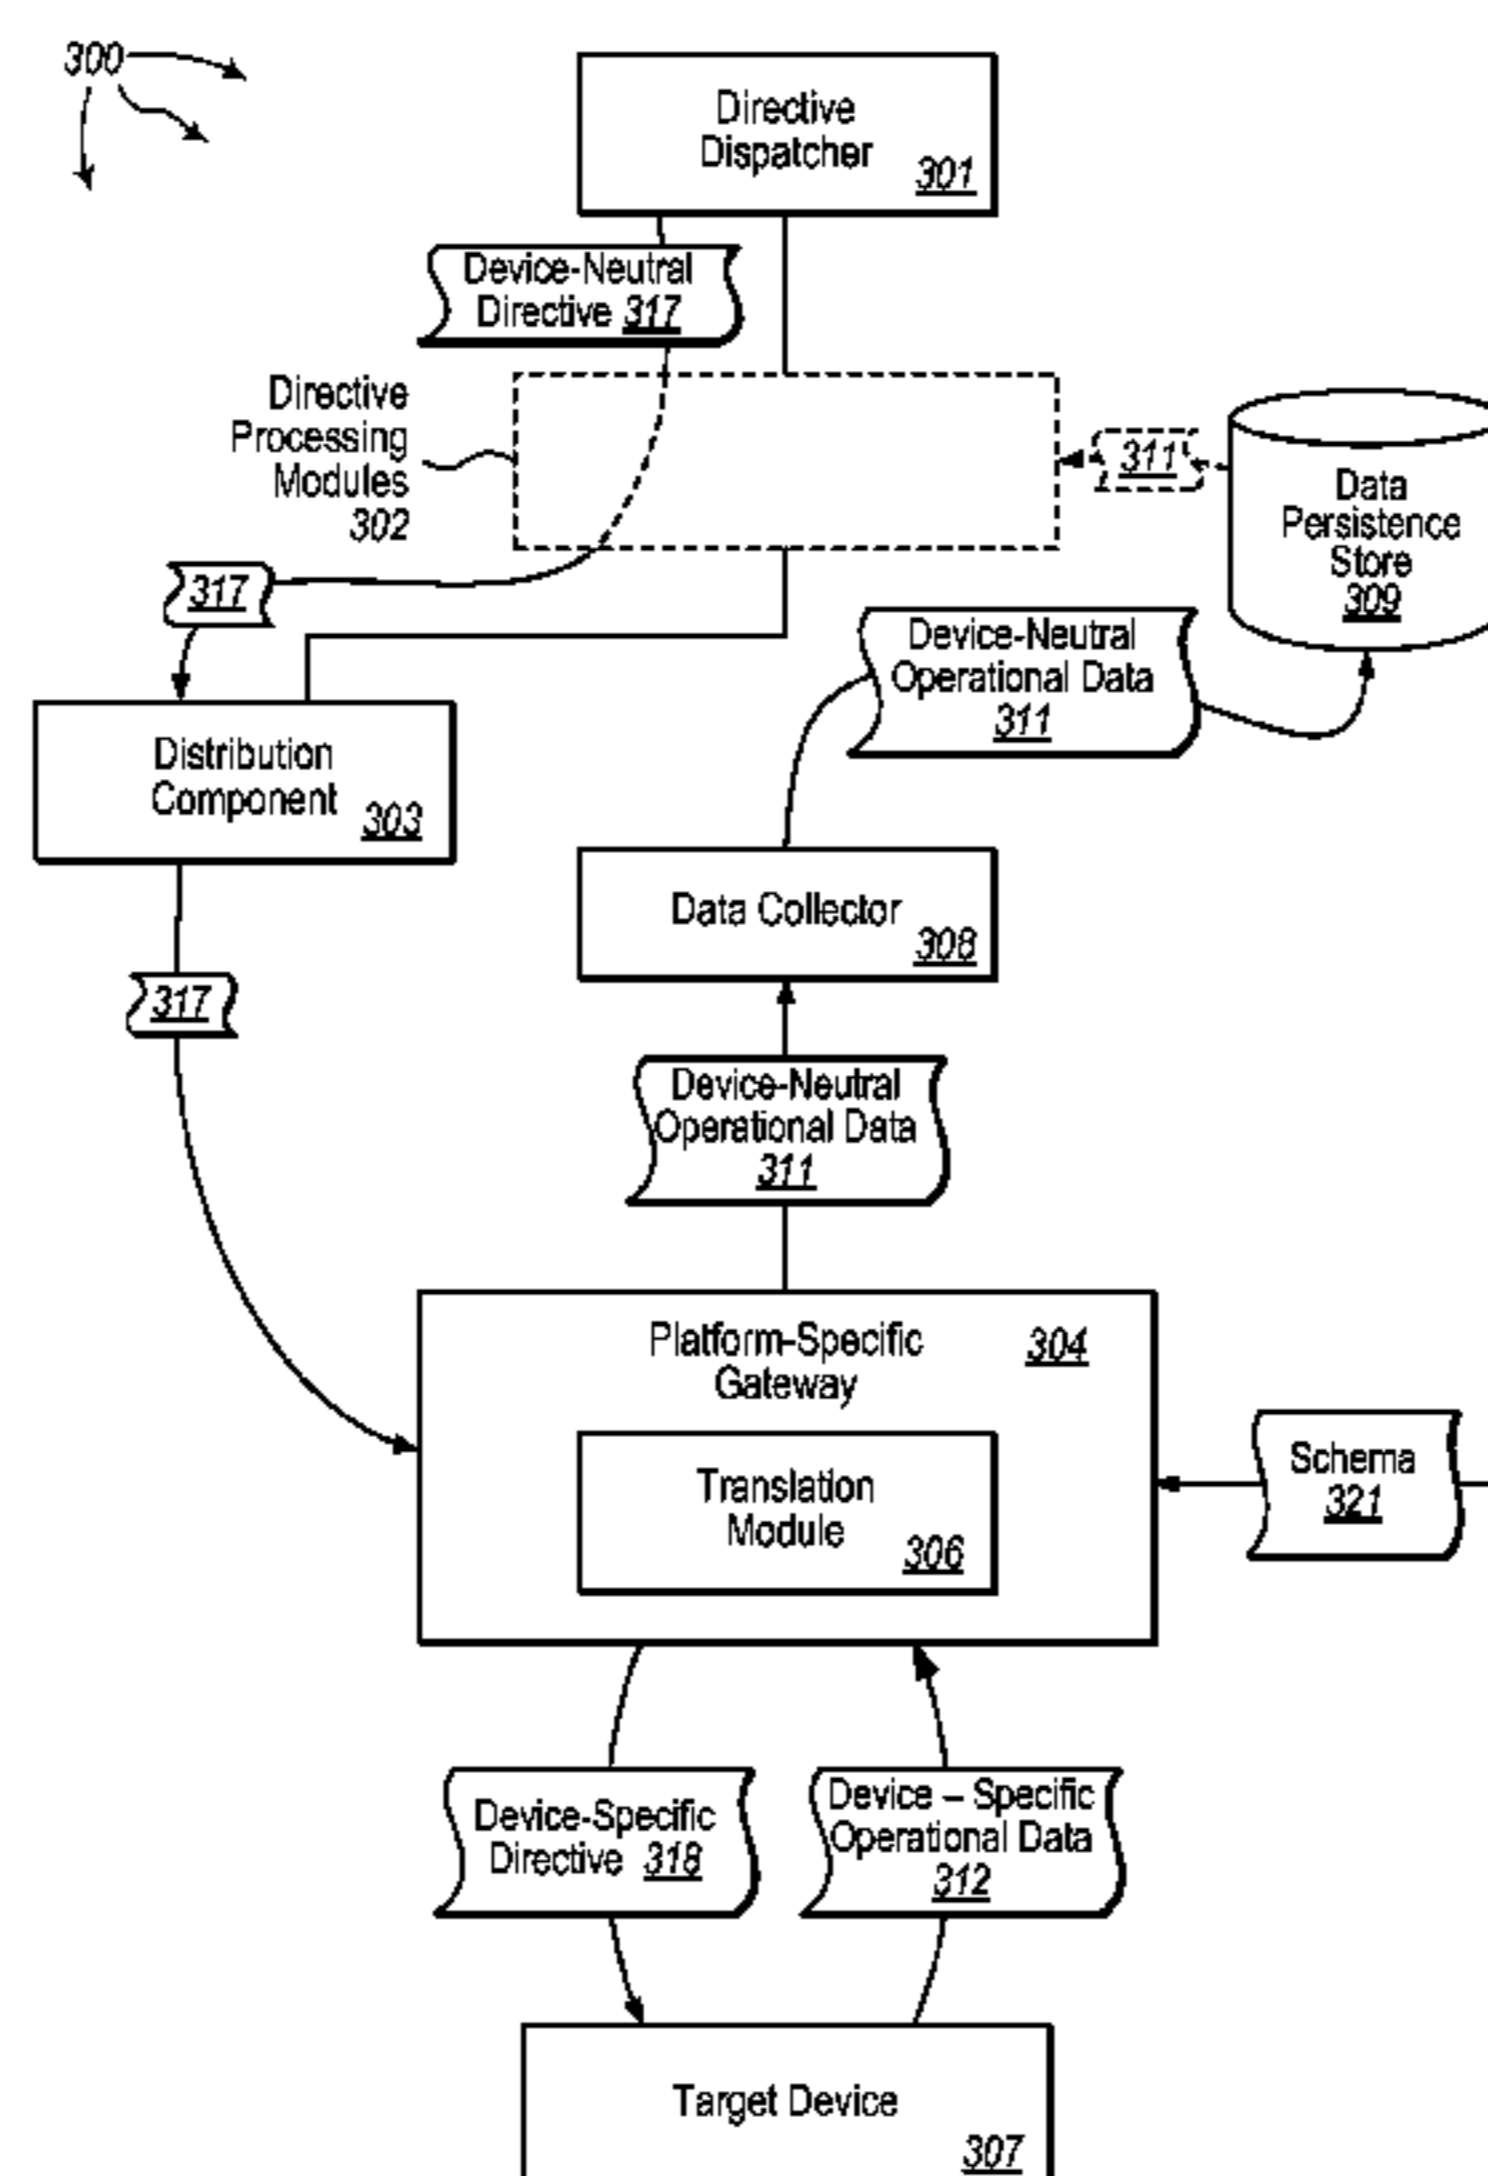 300
Directive
Dispatcher
301
Device-Neutral
Directive 317
Directive
Processing
Modules
302
311
Data
Persistence
Store
309
317
Device-Neutral
Operational Data
311
Distribution
Component
303
Data Collector
308
317
Device-Neutral
Operational Data
311
Platform-Specific
Gateway
304
Translation
Module
306
Schema
321
Device-Specific
Directive 318
Device – Specific
Operational Data
312
Target Device
307